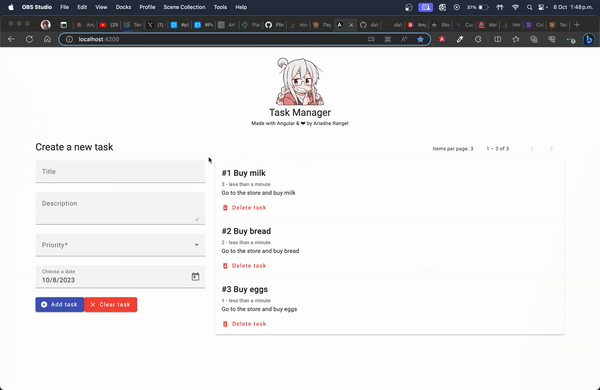 OBS Studio File Edit View Docks Profile Scene Collection Tools Help
37% 8 Oct 1:48 p.m.
localhost:4200
Task Manager
Made with Angular & ❤ by Ariadne Rangel
Create a new task
Items per page: 3 1 – 3 of 3
Title
Description
Priority*
Choose a date
10/8/2023
Add task Clear task
#1 Buy milk
3 - less than a minute
Go to the store and buy milk
Delete task
#2 Buy bread
2 - less than a minute
Go to the store and buy bread
Delete task
#3 Buy eggs
1 - less than a minute
Go to the store and buy eggs
Delete task